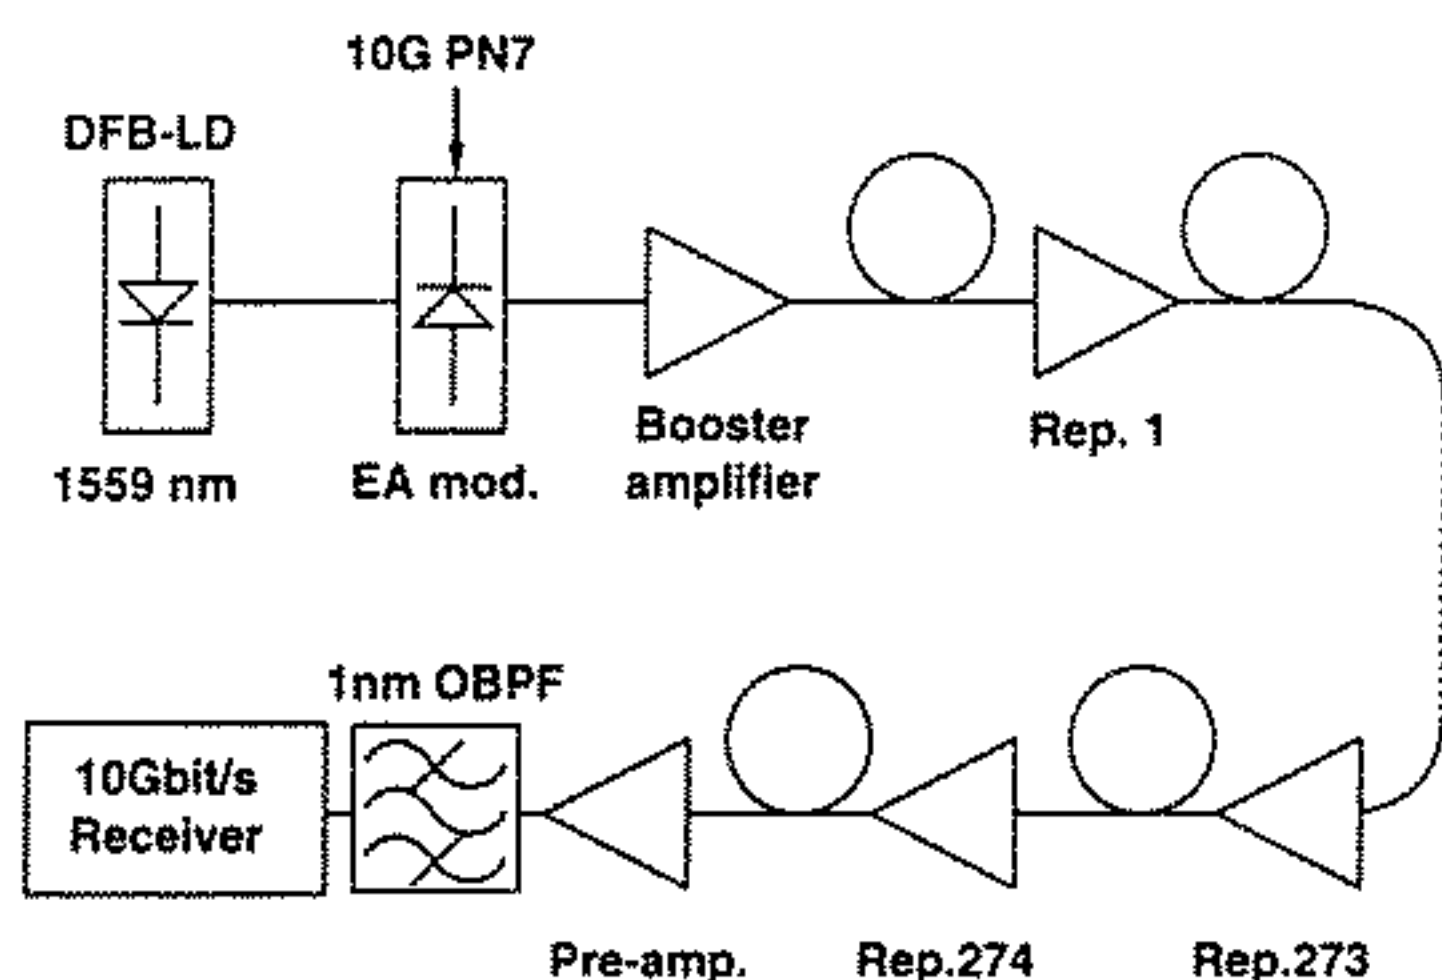 10G PN7
DFB-LD
1559 nm
EA mod.
Booster
amplifier
Rep. 1
1nm OBPF
10Gbit/s
Receiver
Pre-amp.
Rep.274
Rep.273